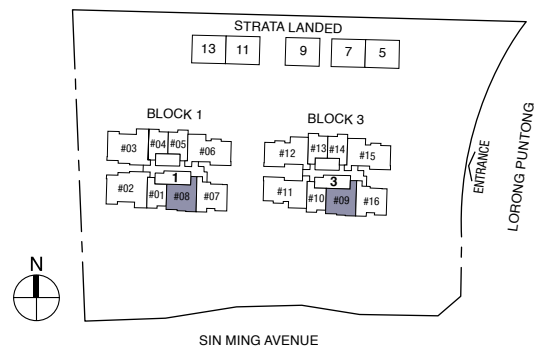 STRATA LANDED
13 11 9 7 5
BLOCK 1 BLOCK 3
#03 #04 #05 #06 #12 #13 #14 #15
1 3
#02 #01 #08 #07 #11 #10 #09 #16
ENTRANCE
LORONG PUNTONG
N
SIN MING AVENUE